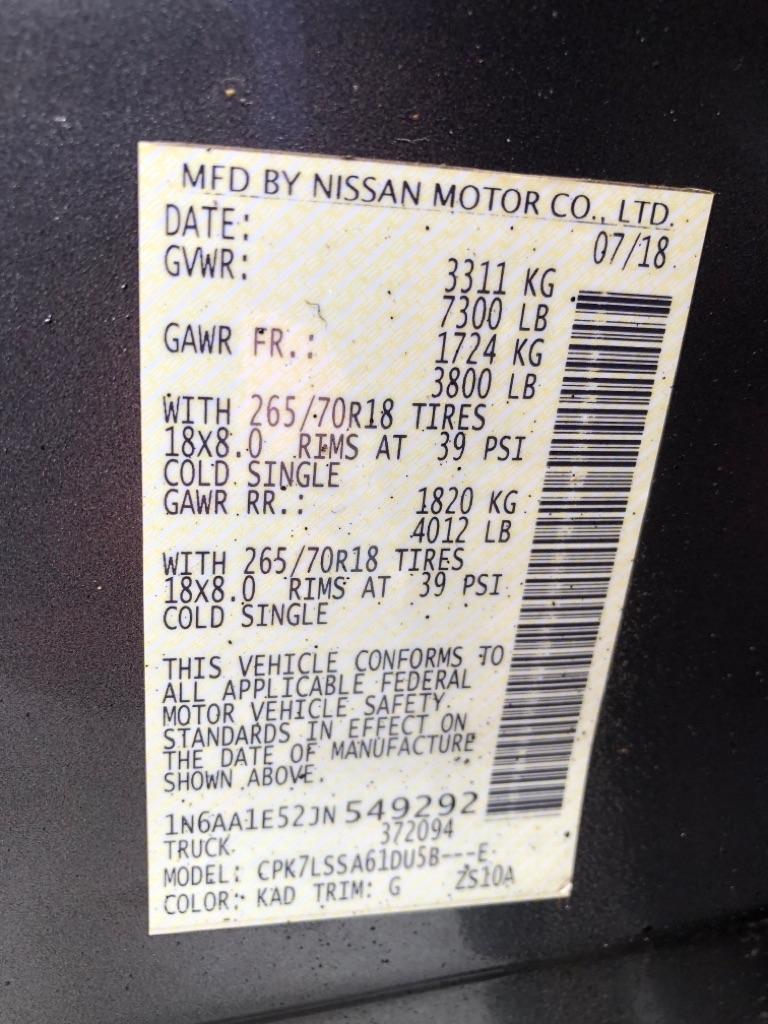 MFD BY NISSAN MOTOR CO., LTD.
DATE: 07/18
GVWR: 3311 KG
7300 LB
GAWR FR.: 1724 KG
3800 LB
WITH 265/70R18 TIRES
18X8.0 RIMS AT 39 PSI
COLD SINGLE
GAWR RR.: 1820 KG
4012 LB
WITH 265/70R18 TIRES
18X8.0 RIMS AT 39 PSI
COLD SINGLE
THIS VEHICLE CONFORMS TO
ALL APPLICABLE FEDERAL
MOTOR VEHICLE SAFETY
STANDARDS IN EFFECT ON
THE DATE OF MANUFACTURE
SHOWN ABOVE.
1N6AA1E52JN549292
TRUCK 372094
MODEL: CPK7LSSA61DU5B---E-
COLOR: KAD TRIM: G ZS10A